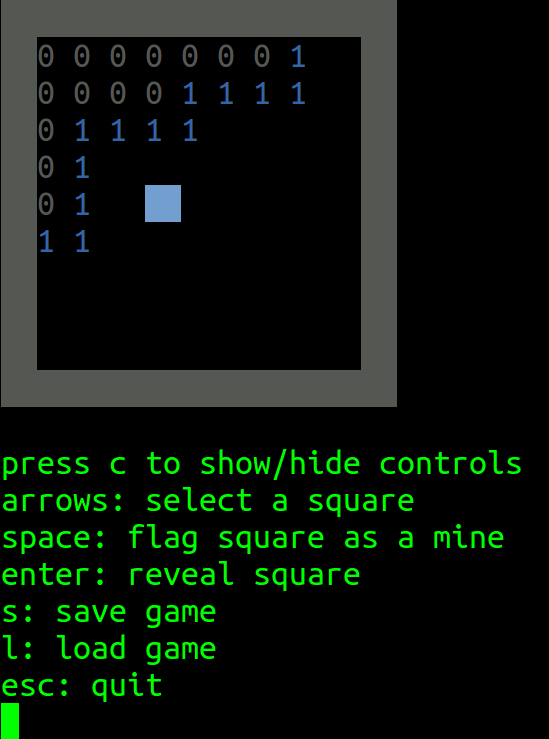 0 0 0 0 0 0 0 1
0 0 0 0 1 1 1 1
0 1 1 1 1
0 1
0 1
1 1
press c to show/hide controls
arrows: select a square
space: flag square as a mine
enter: reveal square
s: save game
l: load game
esc: quit